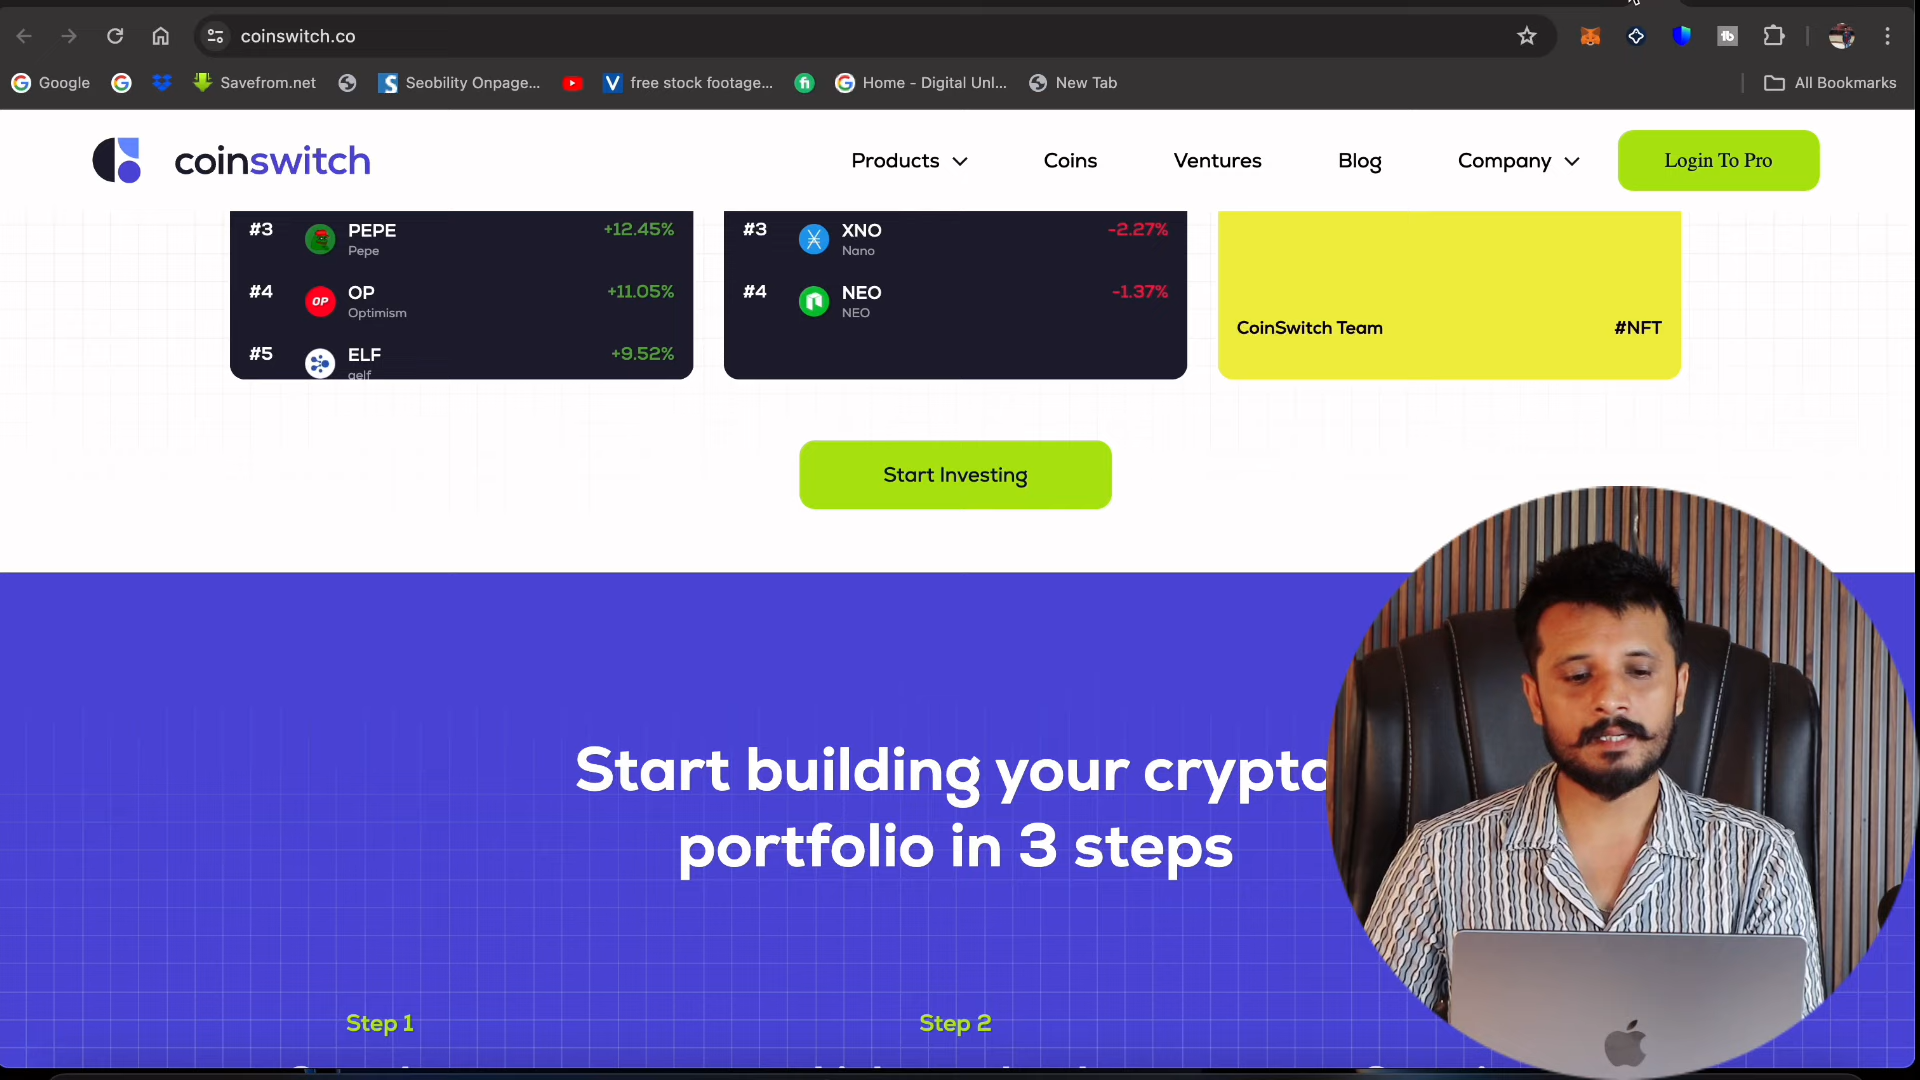 coinswitch.co
Google
Savefrom.net
Seobility Onpage...
free stock footage...
Home - Digital Unl...
New Tab
All Bookmarks
coinswitch
Products
Coins
Ventures
Blog
Company
Login To Pro
#3 PEPE +12.45%
Pepe
#4 OP +11.05%
Optimism
#5 ELF +9.52%
aelf
#3 XNO -2.27%
Nano
#4 NEO -1.37%
NEO
CoinSwitch Team #NFT
Start Investing
Start building your crypto
portfolio in 3 steps
Step 1
Step 2